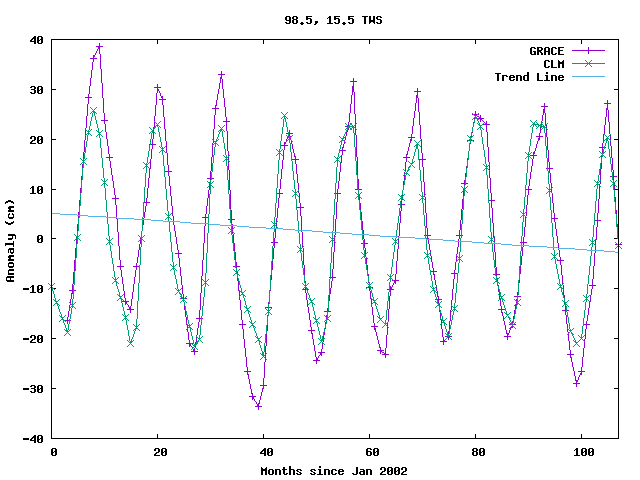 98.5, 15.5 TWS
GRACE
CLM
Trend Line
40
30
20
10
0
-10
-20
-30
-40
Anomaly (cm)
0 20 40 60 80 100
Months since Jan 2002